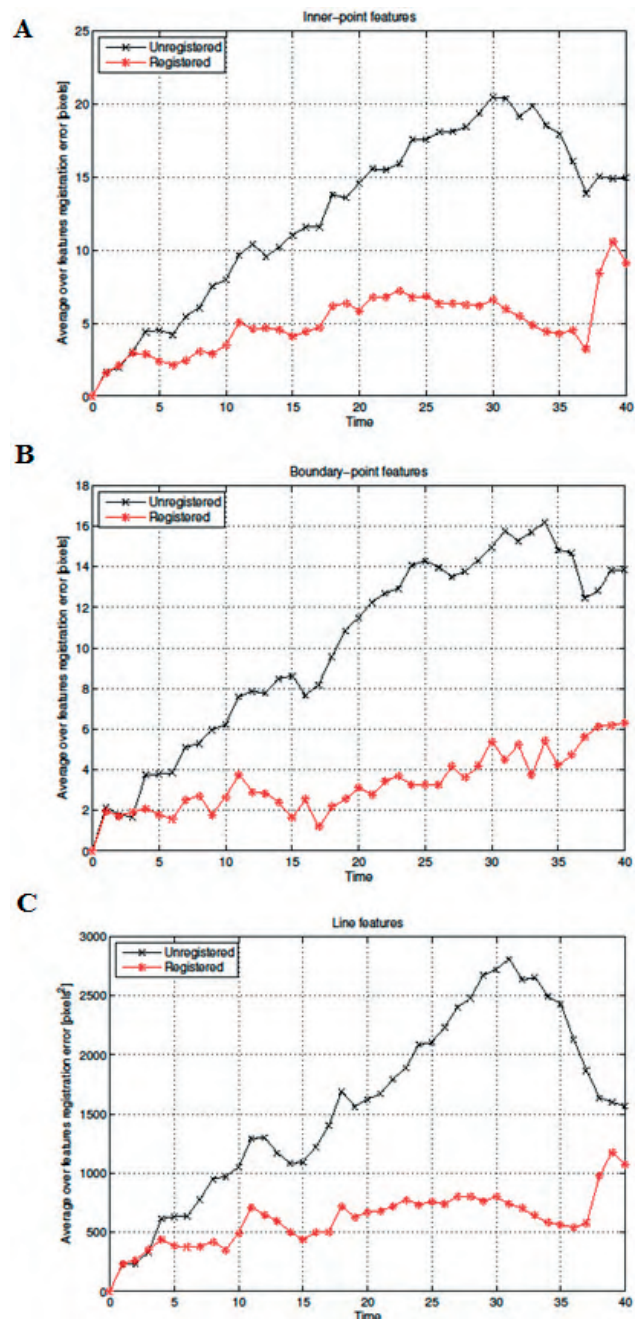 A
Inner-point features
Unregistered
Registered
Average over features registration error [pixels]
25
20
15
10
5
0
0 5 10 15 20 25 30 35 40
Time
B
Boundary-point features
Unregistered
Registered
Average over features registration error [pixels]
18
16
14
12
10
8
6
4
2
0
0 5 10 15 20 25 30 35 40
Time
C
Line features
Unregistered
Registered
Average over features registration error [pixels²]
3000
2500
2000
1500
1000
500
0
0 5 10 15 20 25 30 35 40
Time